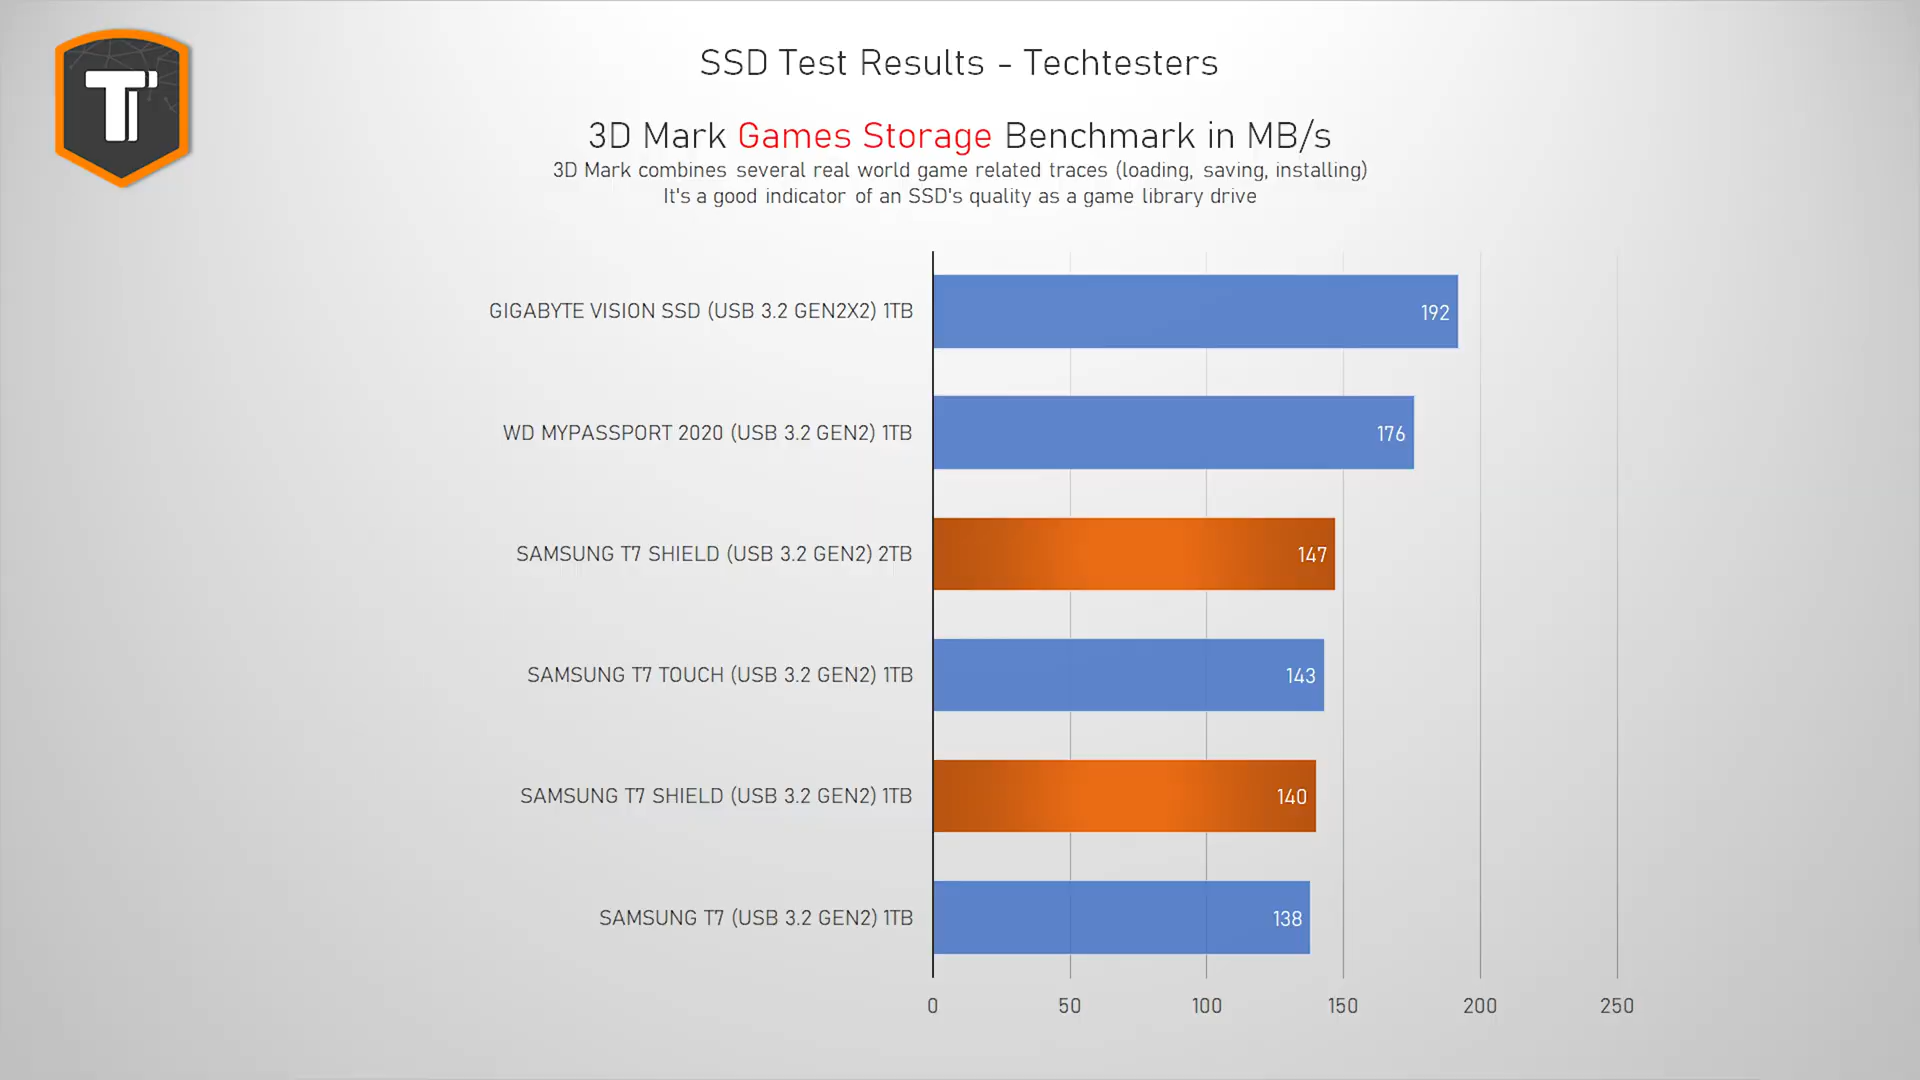 T
SSD Test Results - Techtesters
3D Mark Games Storage Benchmark in MB/s
3D Mark combines several real world game related traces (loading, saving, installing)
It's a good indicator of an SSD's quality as a game library drive
GIGABYTE VISION SSD (USB 3.2 GEN2X2) 1TB 192
WD MYPASSPORT 2020 (USB 3.2 GEN2) 1TB 176
SAMSUNG T7 SHIELD (USB 3.2 GEN2) 2TB 147
SAMSUNG T7 TOUCH (USB 3.2 GEN2) 1TB 143
SAMSUNG T7 SHIELD (USB 3.2 GEN2) 1TB 140
SAMSUNG T7 (USB 3.2 GEN2) 1TB 138
0 50 100 150 200 250